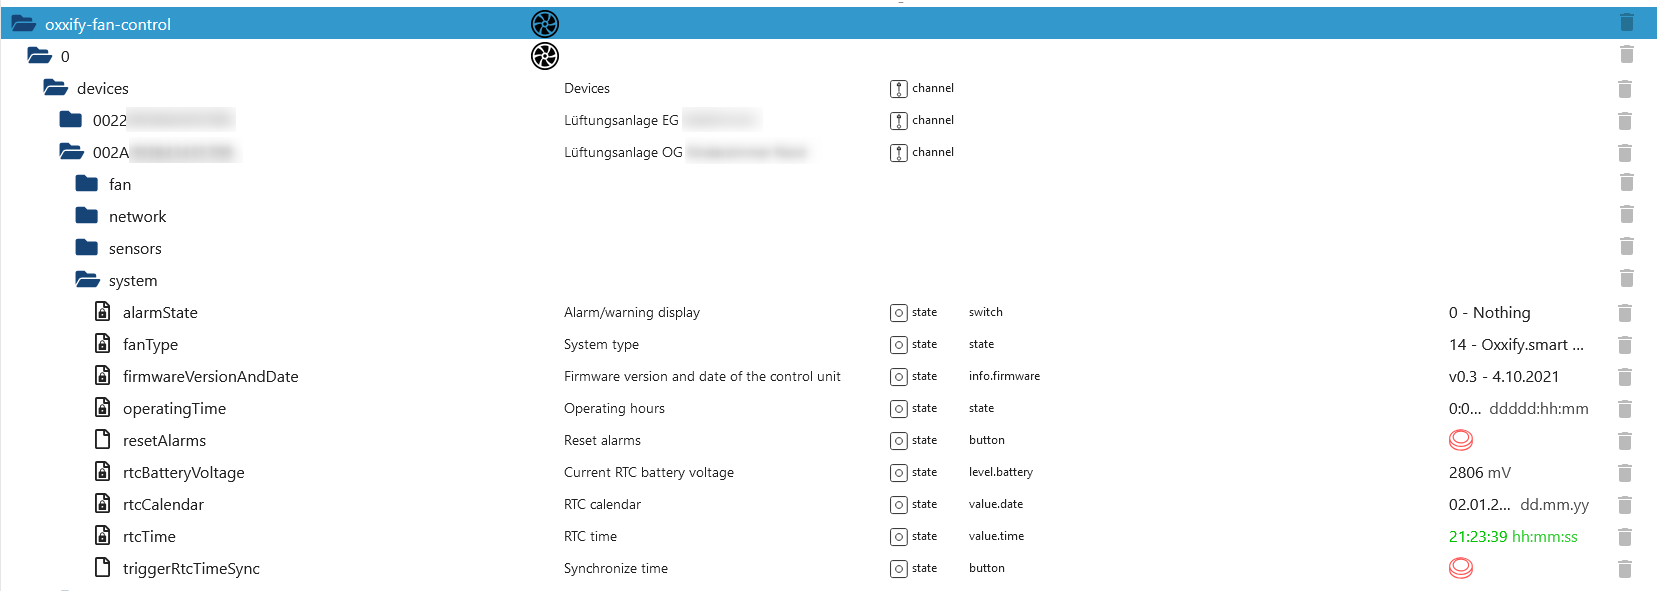 oxxify-fan-control
0
devices Devices channel
0022 Lüftungsanlage EG channel
002A Lüftungsanlage OG channel
fan
network
sensors
system
alarmState Alarm/warning display state switch 0 - Nothing
fanType System type state state 14 - Oxxify.smart ...
firmwareVersionAndDate Firmware version and date of the control unit state info.firmware v0.3 - 4.10.2021
operatingTime Operating hours state state 0:0... ddddd:hh:mm
resetAlarms Reset alarms state button
rtcBatteryVoltage Current RTC battery voltage state level.battery 2806 mV
rtcCalendar RTC calendar state value.date 02.01.2... dd.mm.yy
rtcTime RTC time state value.time 21:23:39 hh:mm:ss
triggerRtcTimeSync Synchronize time state button